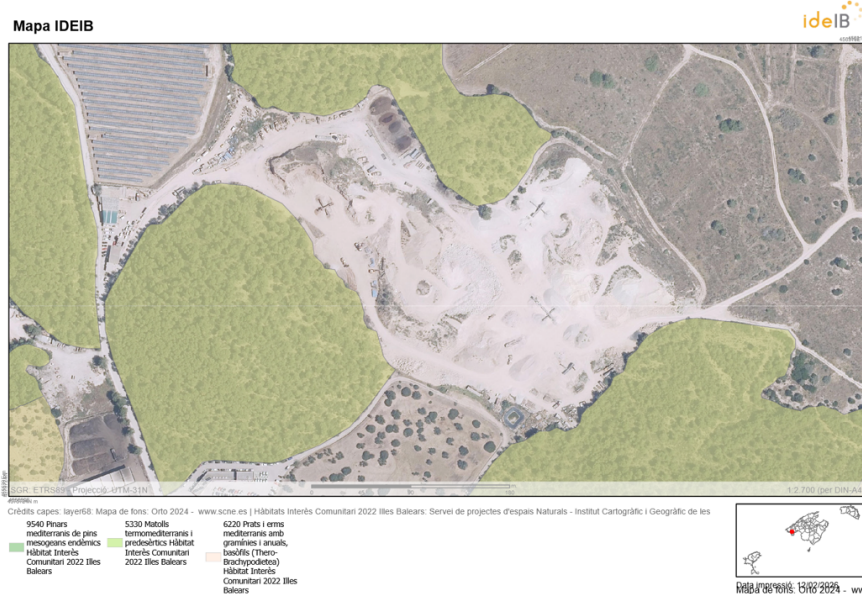 Mapa IDEIB
ideIB
SGR: ETRS89 Projecció: UTM-31N
1:2.700 (per DIN-A4
Crèdits capes: layer68: Mapa de fons: Orto 2024 - www.scne.es | Hàbitats Interès Comunitari 2022 Illes Balears: Servei de projectes d'espais Naturals - Institut Cartogràfic i Geogràfic de les
9540 Pinars
mediterranis de pins
mesogeans endèmics
Hàbitat Interès
Comunitari 2022 Illes
Balears
5330 Matolls
termomediterranis i
predesèrtics Hàbitat
Interès Comunitari
2022 Illes Balears
6220 Prats i erms
mediterranis amb
gramínies i anuals,
basòfils (Thero-
Brachypodietea)
Hàbitat Interès
Comunitari 2022 Illes
Balears
Data impressió: 12/02/2026
Mapa de fons: Orto 2024 - ww